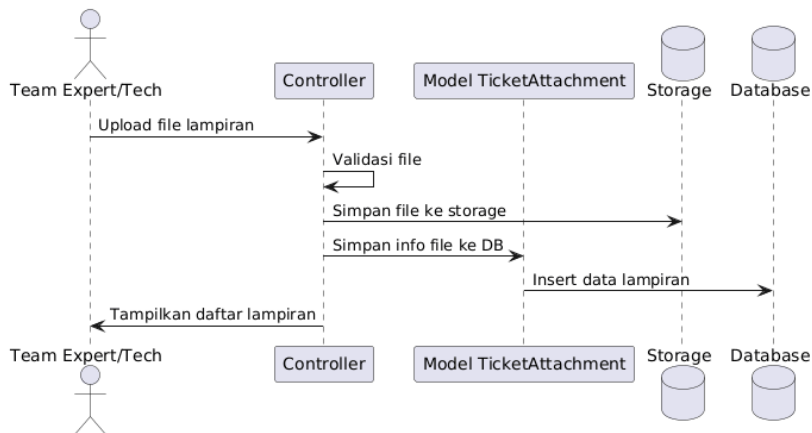 Team Expert/Tech
Controller
Model TicketAttachment
Storage
Database
Upload file lampiran
Validasi file
Simpan file ke storage
Simpan info file ke DB
Insert data lampiran
Tampilkan daftar lampiran
Team Expert/Tech
Controller
Model TicketAttachment
Storage
Database